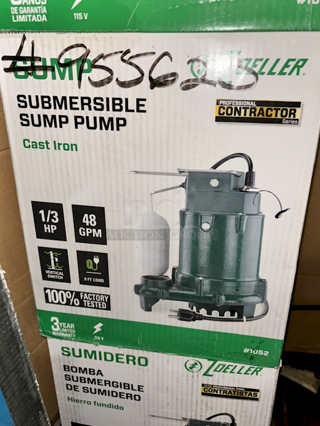 AÑOS
DE GARANTÍA
LIMITADA
115 V
SUMP
#955628
ZOELLER.
SUBMERSIBLE
SUMP PUMP
PROFESSIONAL
CONTRACTOR
Series
Cast Iron
1/3
HP
48
GPM
VERTICAL
SWITCH
9 FT CORD
100% FACTORY
TESTED
3 YEAR
LIMITED
WARRANTY
115 V
#1052
SUMIDERO
ZOELLER
BOMBA
SUBMERGIBLE
DE SUMIDERO
CONTRATISTAS
Hierro fundido